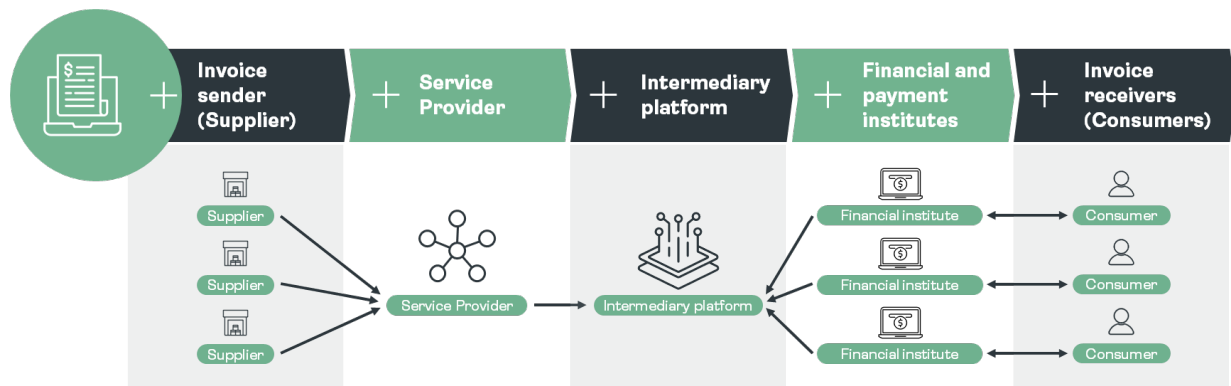 Invoice
sender
(Supplier)
Service
Provider
Intermediary
platform
Financial and
payment
institutes
Invoice
receivers
(Consumers)
Supplier
Supplier
Supplier
Service Provider
Intermediary platform
Financial institute
Financial institute
Financial institute
Consumer
Consumer
Consumer